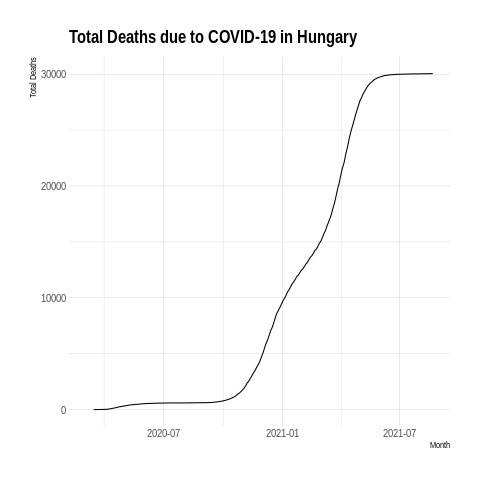 Total Deaths due to COVID-19 in Hungary
Total Deaths
30000
20000
10000
0
2020-07
2021-01
2021-07
Month